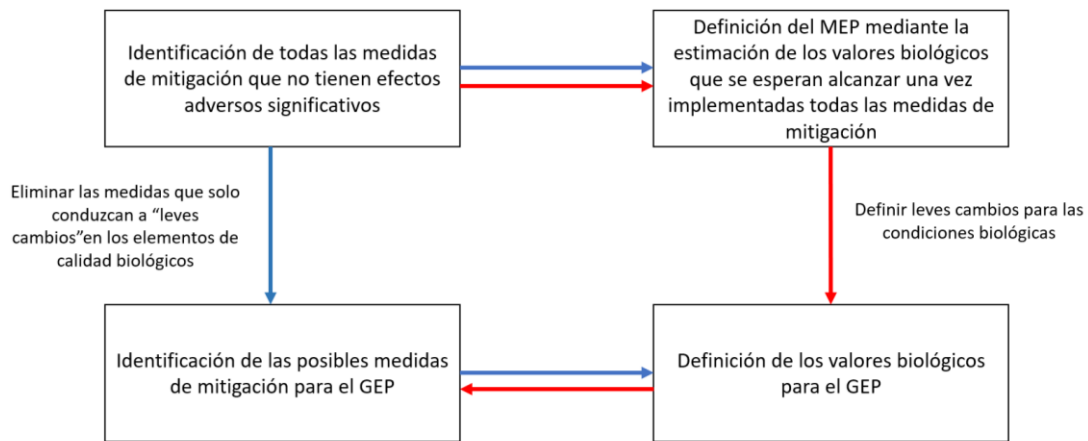 Identificación de todas las medidas
de mitigación que no tienen efectos
adversos significativos
Definición del MEP mediante la
estimación de los valores biológicos
que se esperan alcanzar una vez
implementadas todas las medidas de
mitigación
Eliminar las medidas que solo
conduzcan a “leves
cambios”en los elementos de
calidad biológicos
Definir leves cambios para las
condiciones biológicas
Identificación de las posibles medidas
de mitigación para el GEP
Definición de los valores biológicos
para el GEP